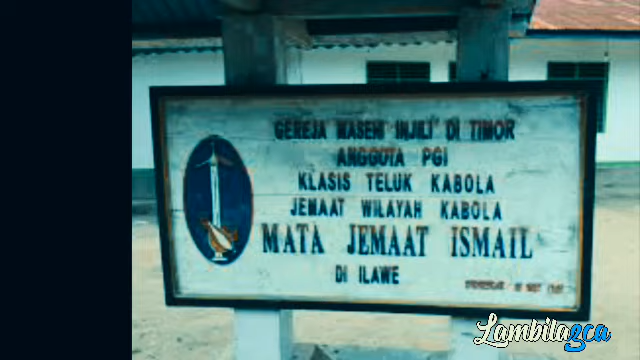 GEREJA MASEHI INJILI DI TIMOR
ANGGOTA PGI
KLASIS TELUK KABOLA
JEMAAT WILAYAH KABOLA
MATA JEMAAT ISMAIL
DI ILAWE
Lambilagca